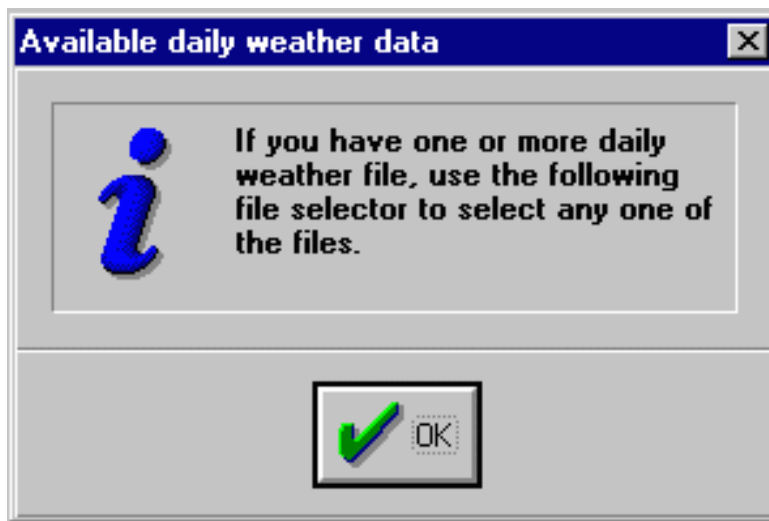 Available daily weather data
If you have one or more daily
weather file, use the following
file selector to select any one of
the files.
OK